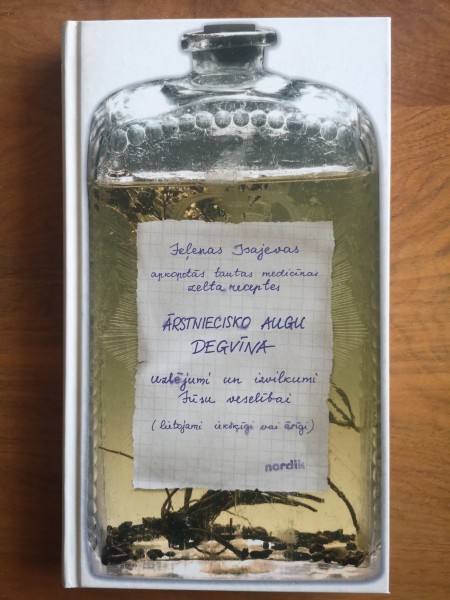 Jeļenas Isajevas
apkopotās tautas medicīnas
zelta receptes
ĀRSTNIECISKO AUGU
DEGVĪNA
uzlējumi un izvilkumi
Jūsu veselībai
(lietojami iekšķīgi vai ārīgi)
nordik